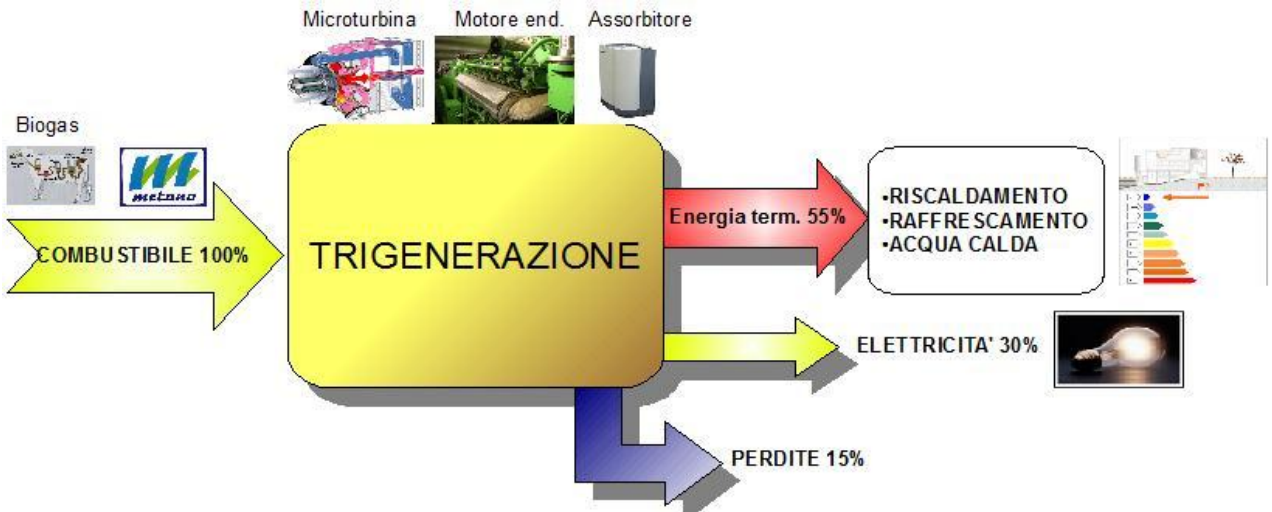 Microturbina
Motore end.
Assorbitore
Biogas
metano
COMBUSTIBILE 100%
TRIGENERAZIONE
Energia term. 55%
•RISCALDAMENTO
•RAFFRESCAMENTO
•ACQUA CALDA
ELETTRICITA' 30%
PERDITE 15%